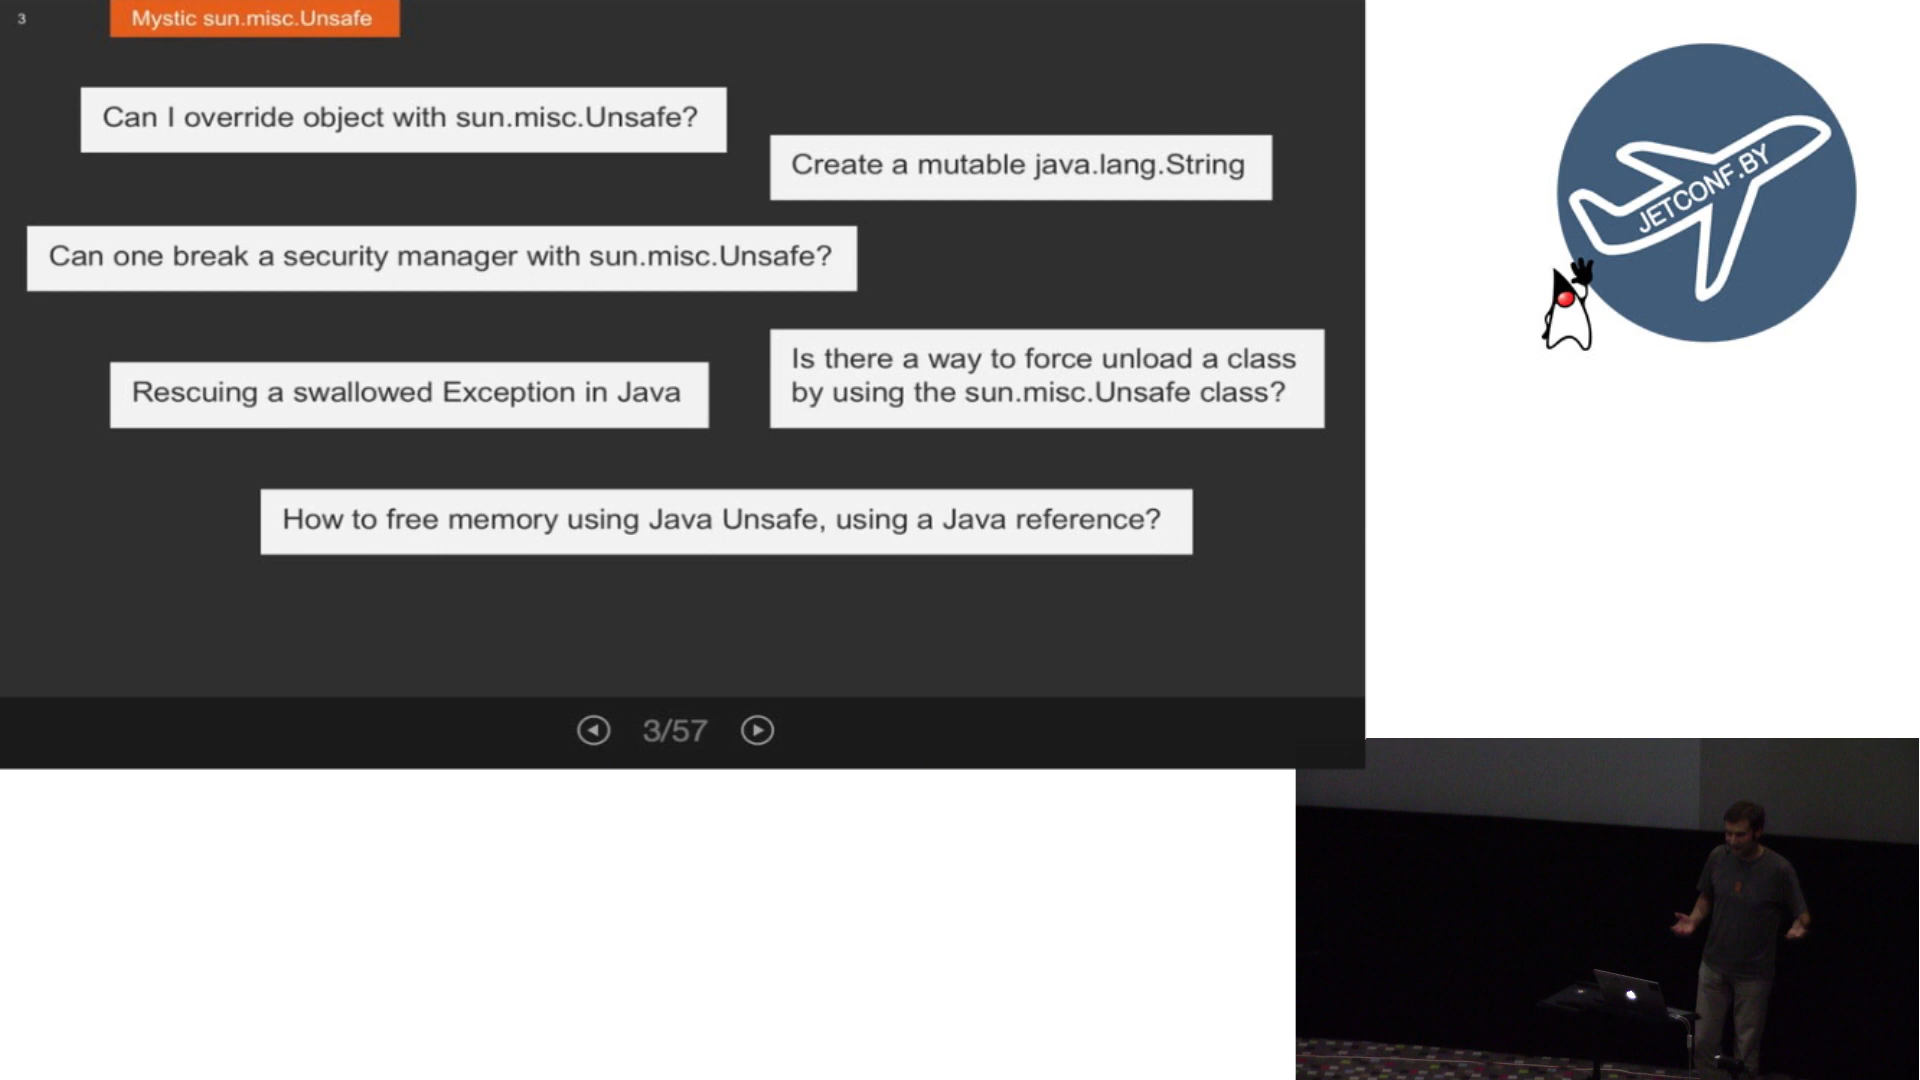 3
Mystic sun.misc.Unsafe
Can I override object with sun.misc.Unsafe?
Create a mutable java.lang.String
Can one break a security manager with sun.misc.Unsafe?
Rescuing a swallowed Exception in Java
Is there a way to force unload a class
by using the sun.misc.Unsafe class?
How to free memory using Java Unsafe, using a Java reference?
3/57
JETCONF.BY